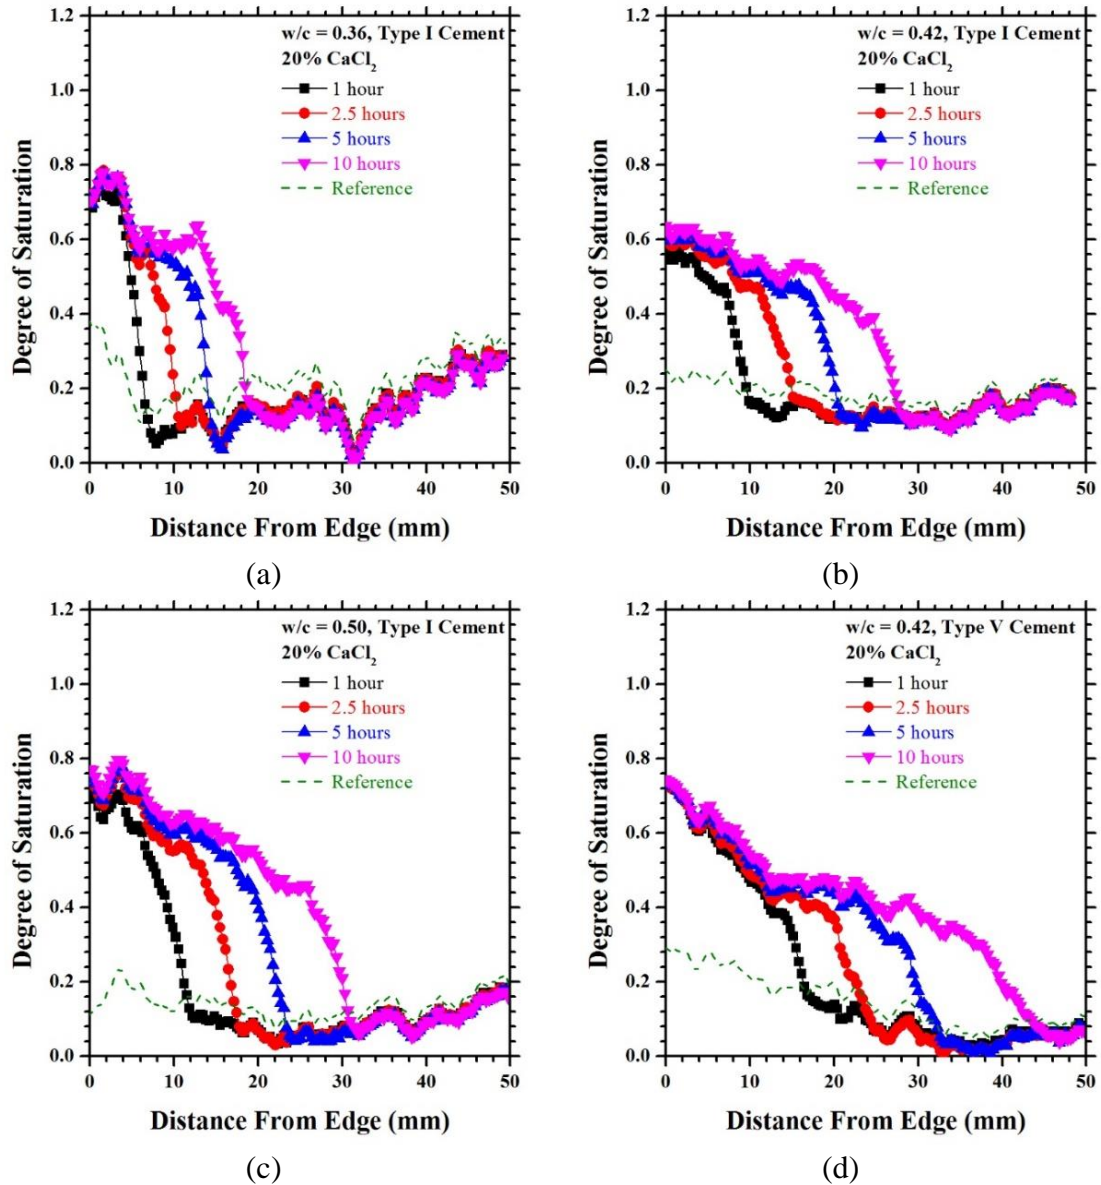 w/c = 0.36, Type I Cement
20% CaCl₂
1 hour
2.5 hours
5 hours
10 hours
Reference
Degree of Saturation
1.2
1.0
0.8
0.6
0.4
0.2
0.0
0 10 20 30 40 50
Distance From Edge (mm)
(a)
w/c = 0.42, Type I Cement
20% CaCl₂
1 hour
2.5 hours
5 hours
10 hours
Reference
Degree of Saturation
1.2
1.0
0.8
0.6
0.4
0.2
0.0
0 10 20 30 40 50
Distance From Edge (mm)
(b)
w/c = 0.50, Type I Cement
20% CaCl₂
1 hour
2.5 hours
5 hours
10 hours
Reference
Degree of Saturation
1.2
1.0
0.8
0.6
0.4
0.2
0.0
0 10 20 30 40 50
Distance From Edge (mm)
(c)
w/c = 0.42, Type V Cement
20% CaCl₂
1 hour
2.5 hours
5 hours
10 hours
Reference
Degree of Saturation
1.2
1.0
0.8
0.6
0.4
0.2
0.0
0 10 20 30 40 50
Distance From Edge (mm)
(d)